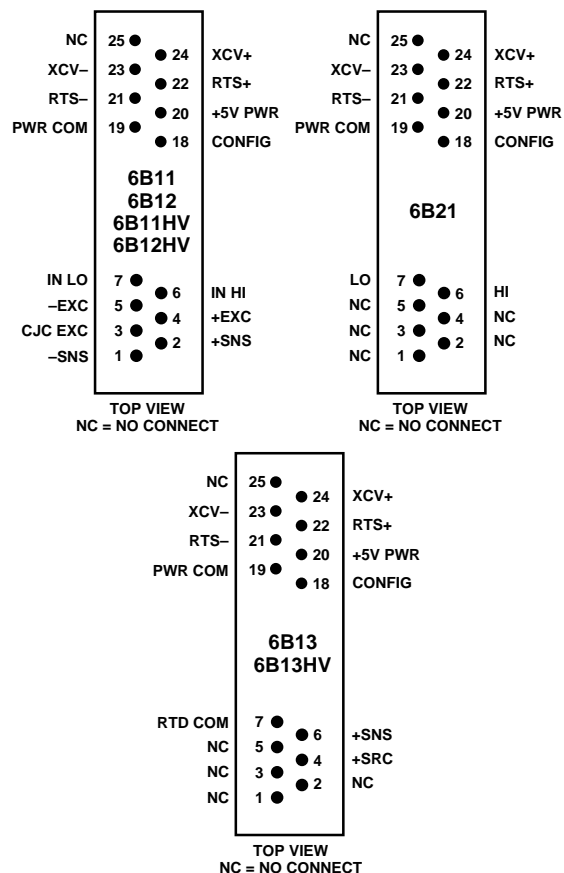 NC 25
24 XCV+
XCV– 23
22 RTS+
RTS– 21
20 +5V PWR
PWR COM 19
18 CONFIG
6B11
6B12
6B11HV
6B12HV
IN LO 7
6 IN HI
–EXC 5
4 +EXC
CJC EXC 3
2 +SNS
–SNS 1
TOP VIEW
NC = NO CONNECT
NC 25
24 XCV+
XCV– 23
22 RTS+
RTS– 21
20 +5V PWR
PWR COM 19
18 CONFIG
6B21
LO 7
6 HI
NC 5
4 NC
NC 3
2 NC
NC 1
TOP VIEW
NC = NO CONNECT
NC 25
24 XCV+
XCV– 23
22 RTS+
RTS– 21
20 +5V PWR
PWR COM 19
18 CONFIG
6B13
6B13HV
RTD COM 7
6 +SNS
NC 5
4 +SRC
NC 3
2 NC
NC 1
TOP VIEW
NC = NO CONNECT